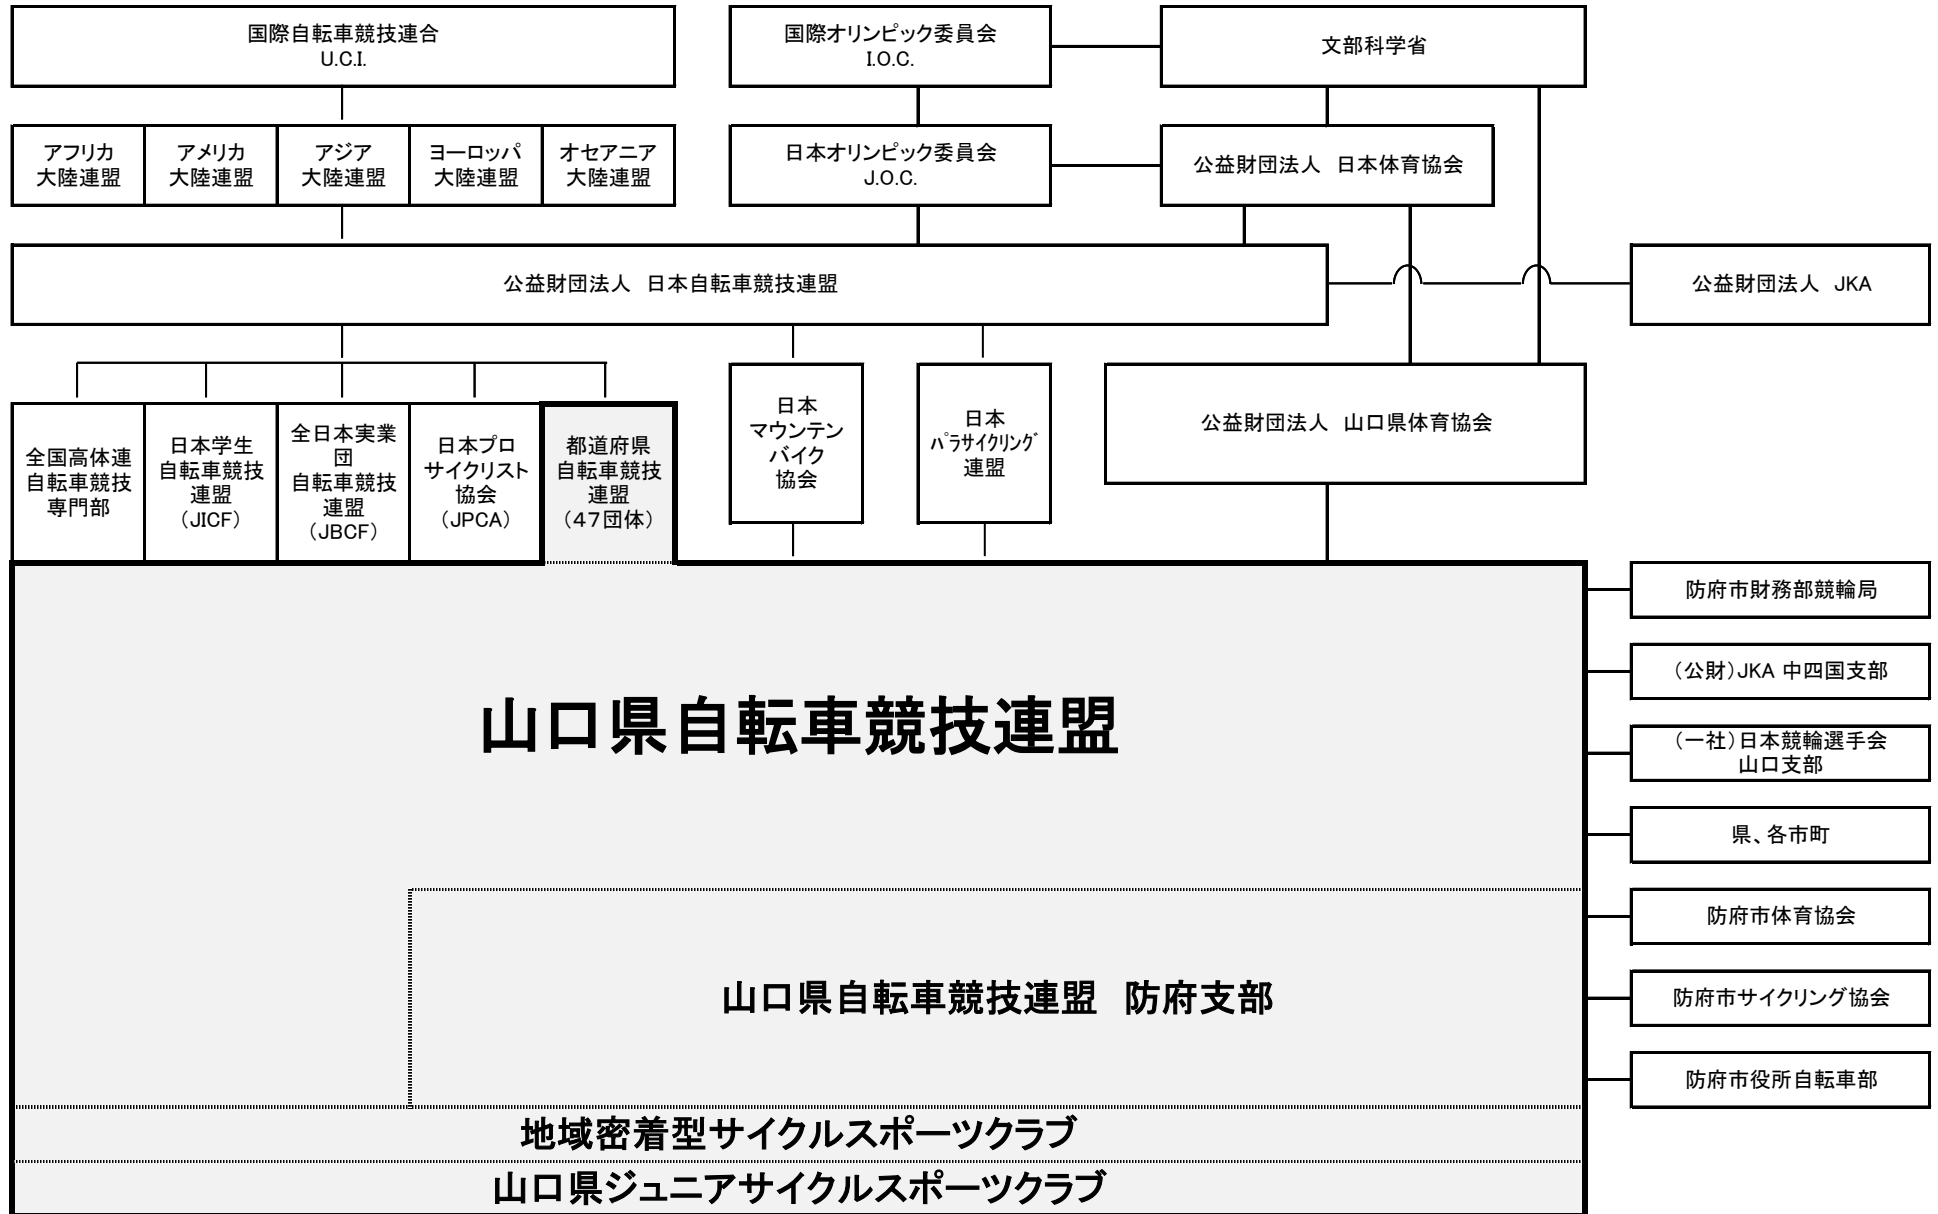 国際自転車競技連合
U.C.I.
国際オリンピック委員会
I.O.C.
文部科学省
アフリカ
大陸連盟
アメリカ
大陸連盟
アジア
大陸連盟
ヨーロッパ
大陸連盟
オセアニア
大陸連盟
日本オリンピック委員会
J.O.C.
公益財団法人　日本体育協会
公益財団法人　日本自転車競技連盟
公益財団法人　JKA
全国高体連
自転車競技
専門部
日本学生
自転車競技
連盟
（JICF）
全日本実業
団
自転車競技
連盟
（JBCF）
日本プロ
サイクリスト
協会
（JPCA）
都道府県
自転車競技
連盟
（４７団体）
日本
マウンテン
バイク
協会
日本
ﾊﾟﾗｻｲｸﾘﾝｸﾞ
連盟
公益財団法人　山口県体育協会
山口県自転車競技連盟
山口県自転車競技連盟　防府支部
地域密着型サイクルスポーツクラブ
山口県ジュニアサイクルスポーツクラブ
防府市財務部競輪局
（公財）JKA 中四国支部
（一社）日本競輪選手会
山口支部
県、各市町
防府市体育協会
防府市サイクリング協会
防府市役所自転車部